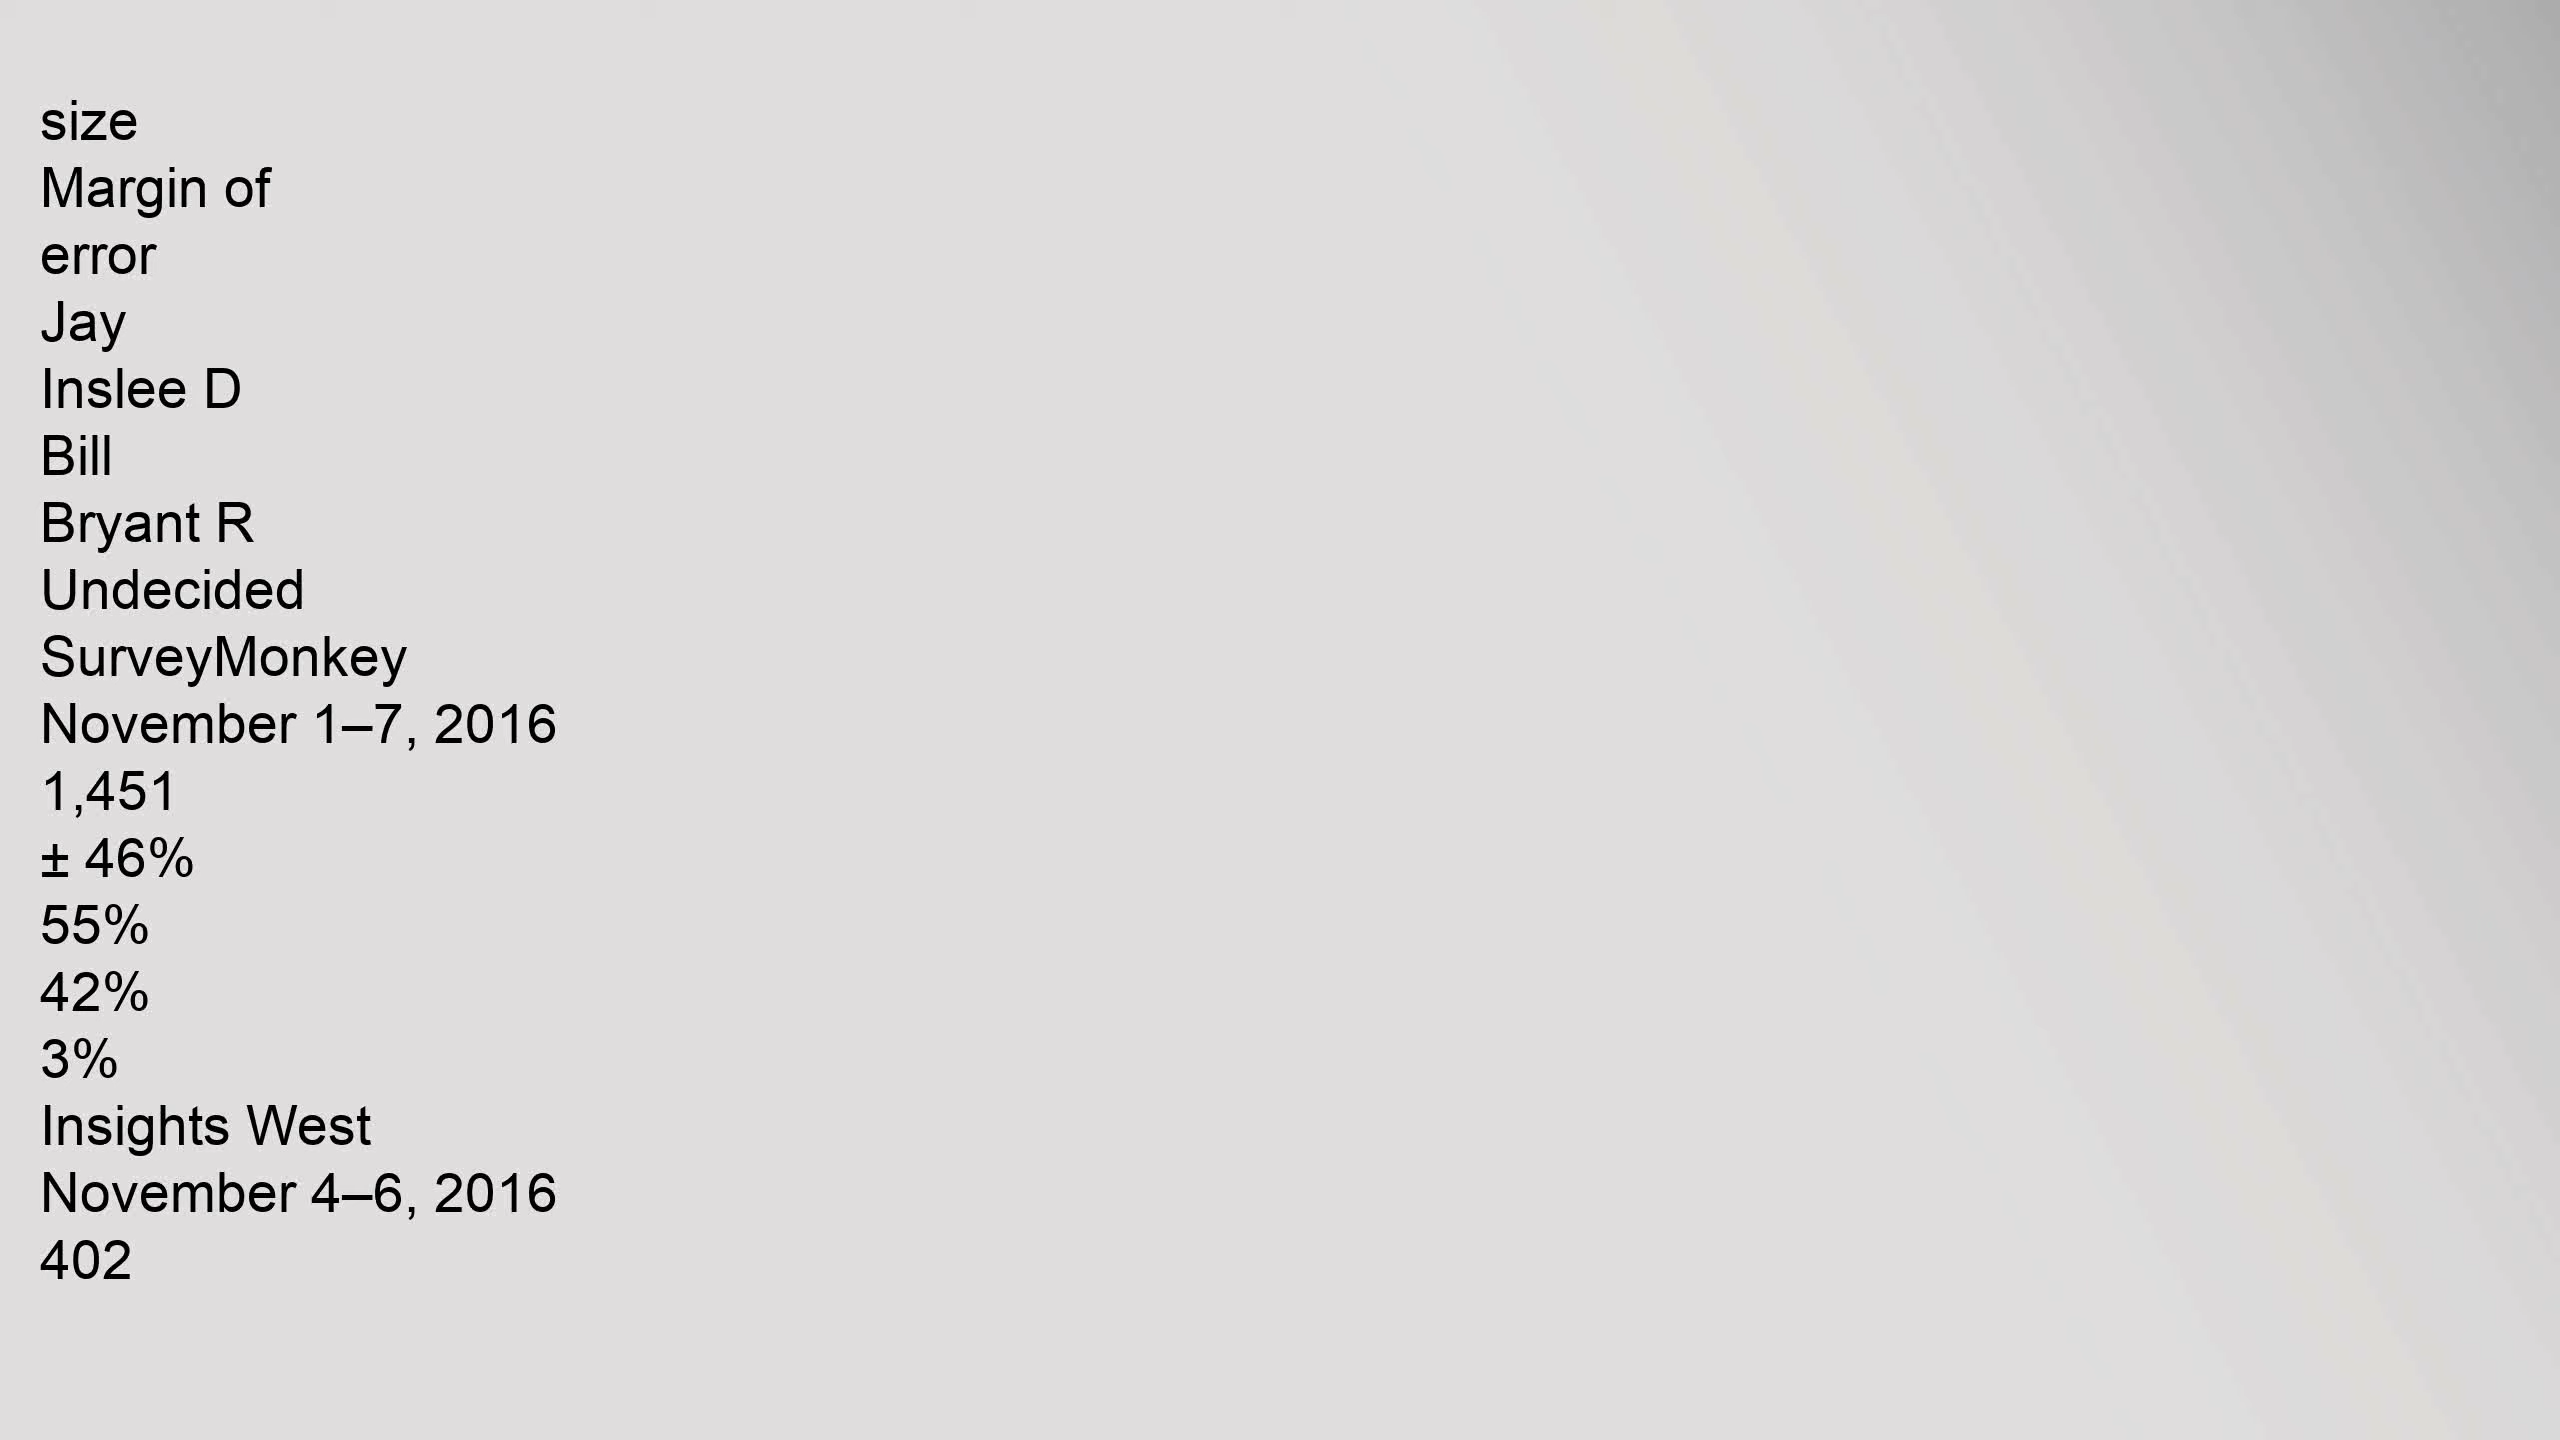 size
Margin of
error
Jay
Inslee D
Bill
Bryant R
Undecided
SurveyMonkey
November 1–7, 2016
1,451
± 46%
55%
42%
3%
Insights West
November 4–6, 2016
402